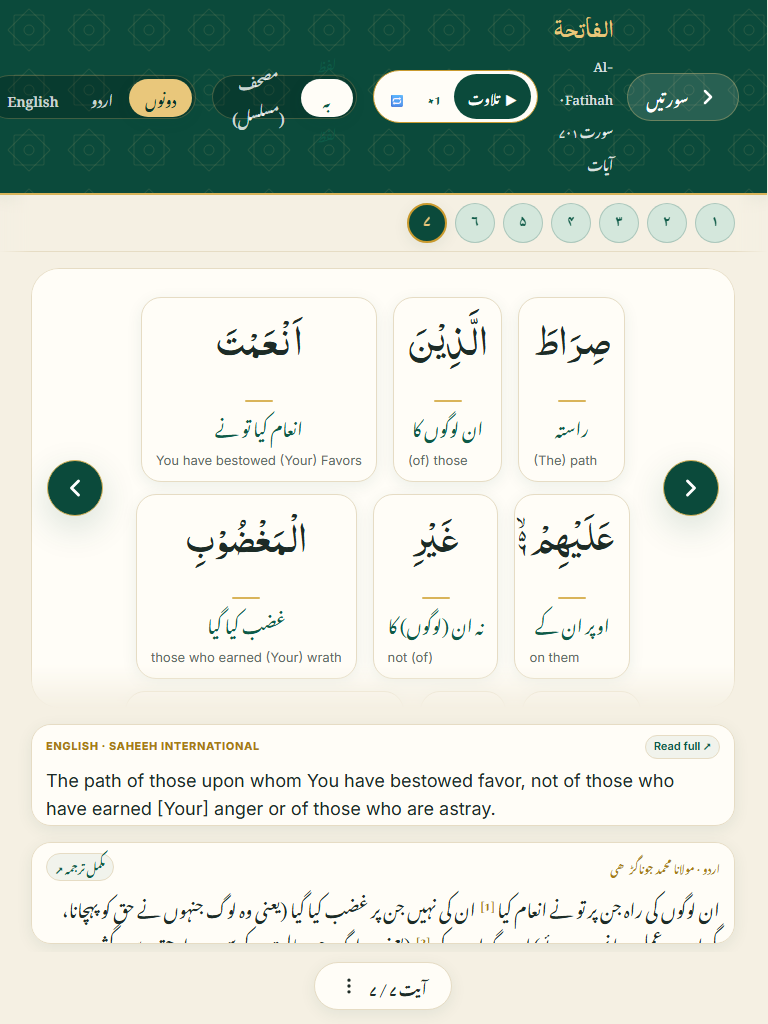 الفاتحة
Al-
Fatihah·
سورت ۱ · ۷
آیات
سورتیں
▶ تلاوت
×۱
🔁
مصحف
(مسلسل)
بہ
دونوں
اردو
English
۱
۲
۳
۴
۵
۶
۷
صِرَاطَ
راستہ
(The) path
الَّذِيْنَ
ان لوگوں کا
(of) those
اَنْعَمْتَ
انعام کیا تو نے
You have bestowed (Your) Favors
عَلَيْهِمْ ۙ۬ۦ
اوپر ان کے
on them
غَيْرِ
نہ ان (لوگوں) کا
not (of)
الْمَغْضُوْبِ
غضب کیا گیا
those who earned (Your) wrath
ENGLISH · SAHEEH INTERNATIONAL
Read full ↗
The path of those upon whom You have bestowed favor, not of those who
have earned [Your] anger or of those who are astray.
اردو · مولانا محمد جوناگڑھی
مکمل ترجمہ ↗
ان لوگوں کی راہ جن پر تو نے انعام کیا [1] ان کی نہیں جن پر غضب کیا گیا (یعنی وہ لوگ جنہوں نے حق کو پہچانا،
آیت ۷ / ۷